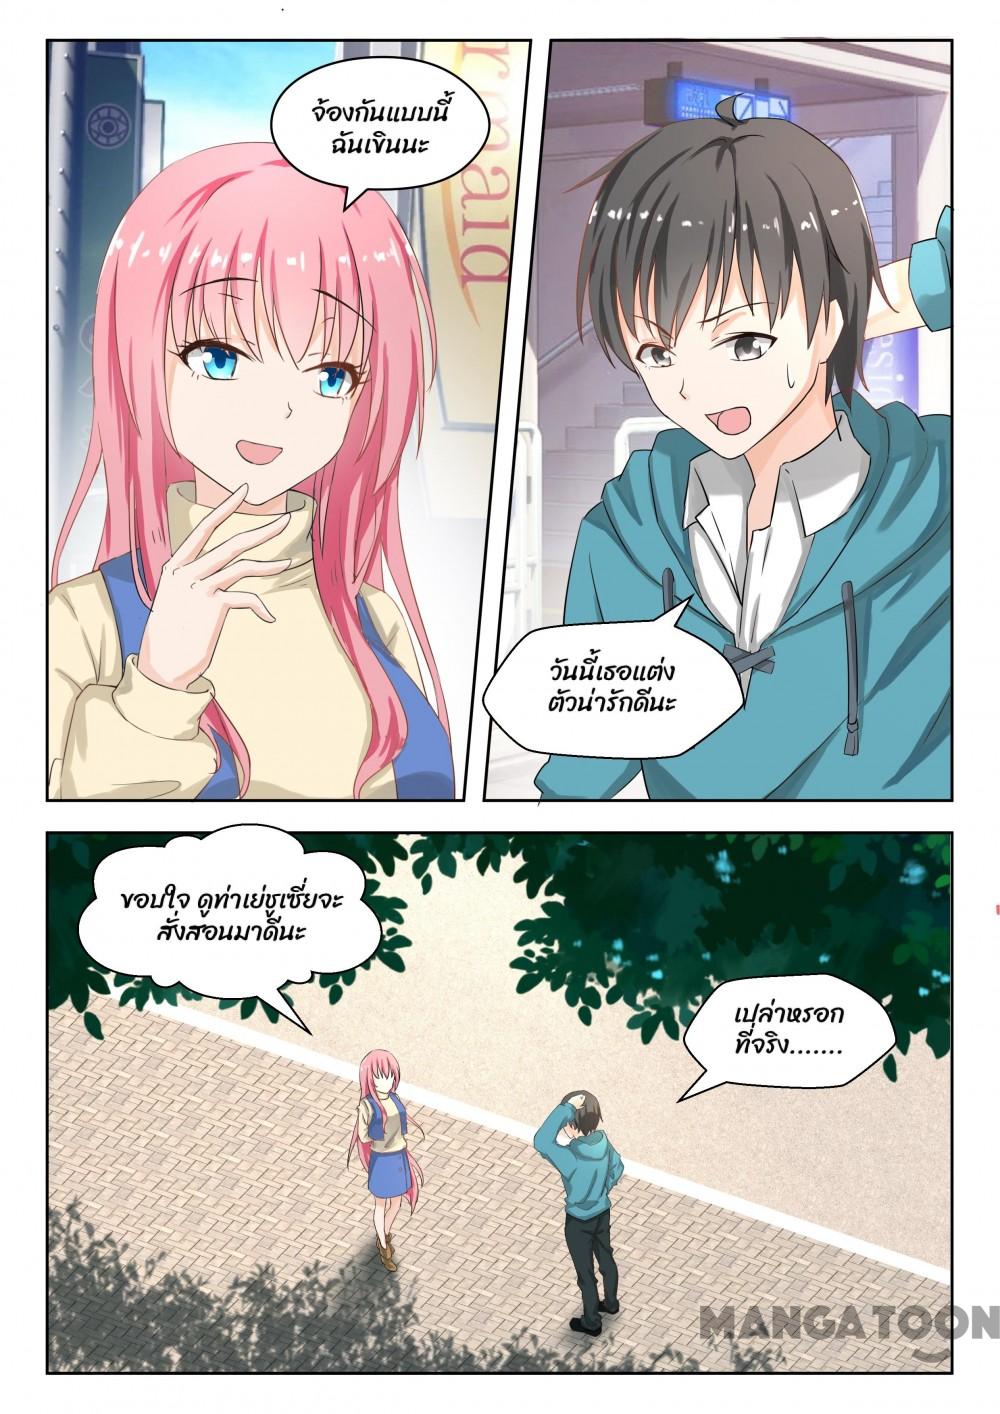 จ้องกันแบบนี้
ฉันเขินนะ
rmaid
asin
วันนี้เธอแต่ง
ตัวน่ารักดีนะ
ขอบใจ ดูท่าเย่ชูเซี่ยจะ
สั่งสอนมาดีนะ
เปล่าหรอก
ที่จริง.......
MANGATOON